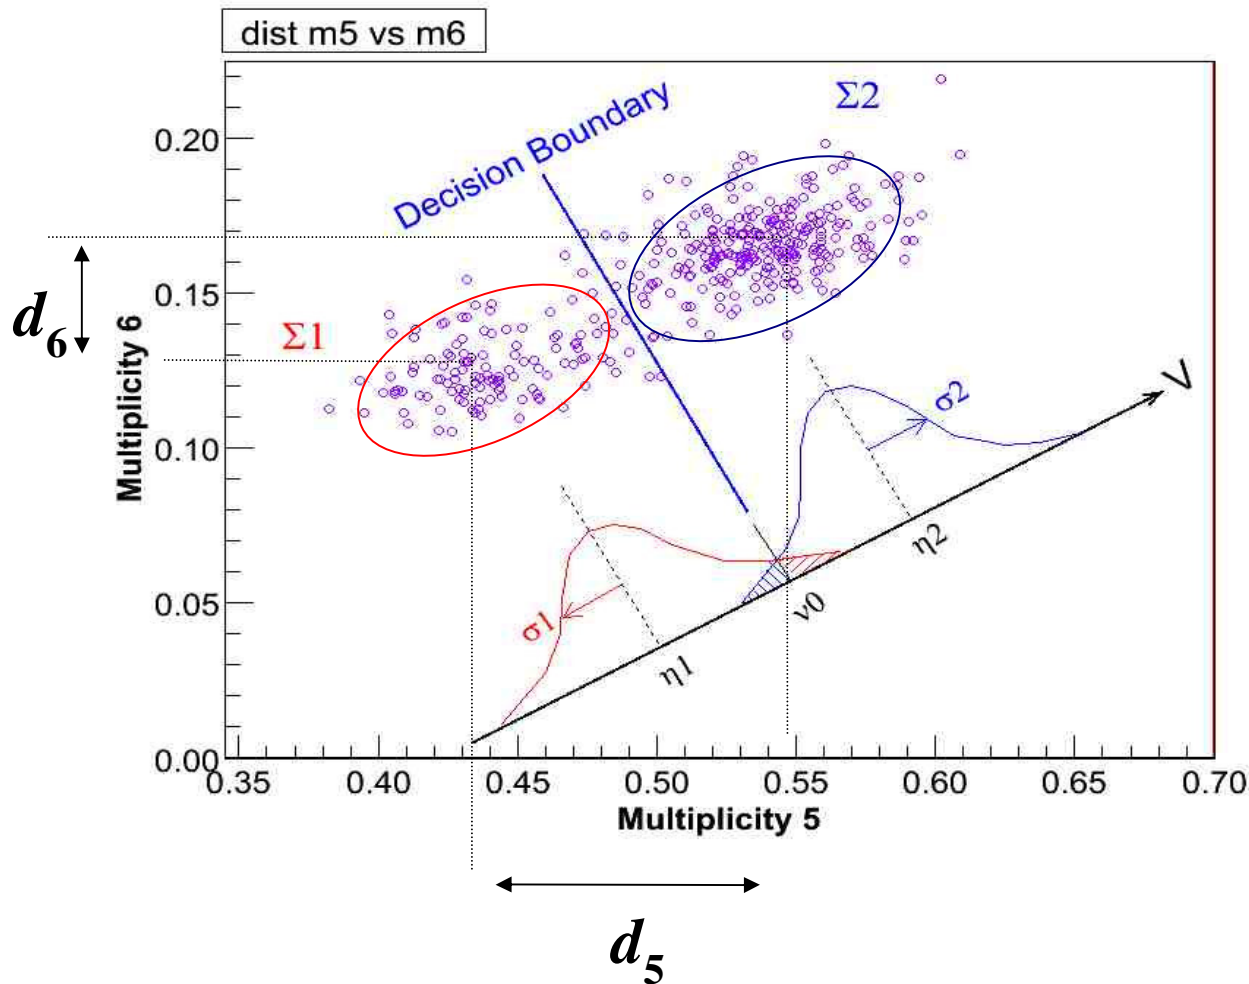 dist m5 vs m6
Σ2
Decision Boundary
0.20
d6
Σ1
0.15
Multiplicity 6
V
σ2
0.10
η2
0.05
ν0
σ1
η1
0.00
0.35 0.40 0.45 0.50 0.55 0.60 0.65 0.70
Multiplicity 5
d5